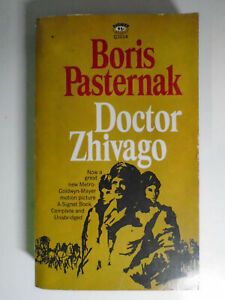 Boris
Pasternak
Doctor
Zhivago
Now a
great
new Metro-
Goldwyn-Mayer
motion picture
A Signet Book
Complete and
Unabridged